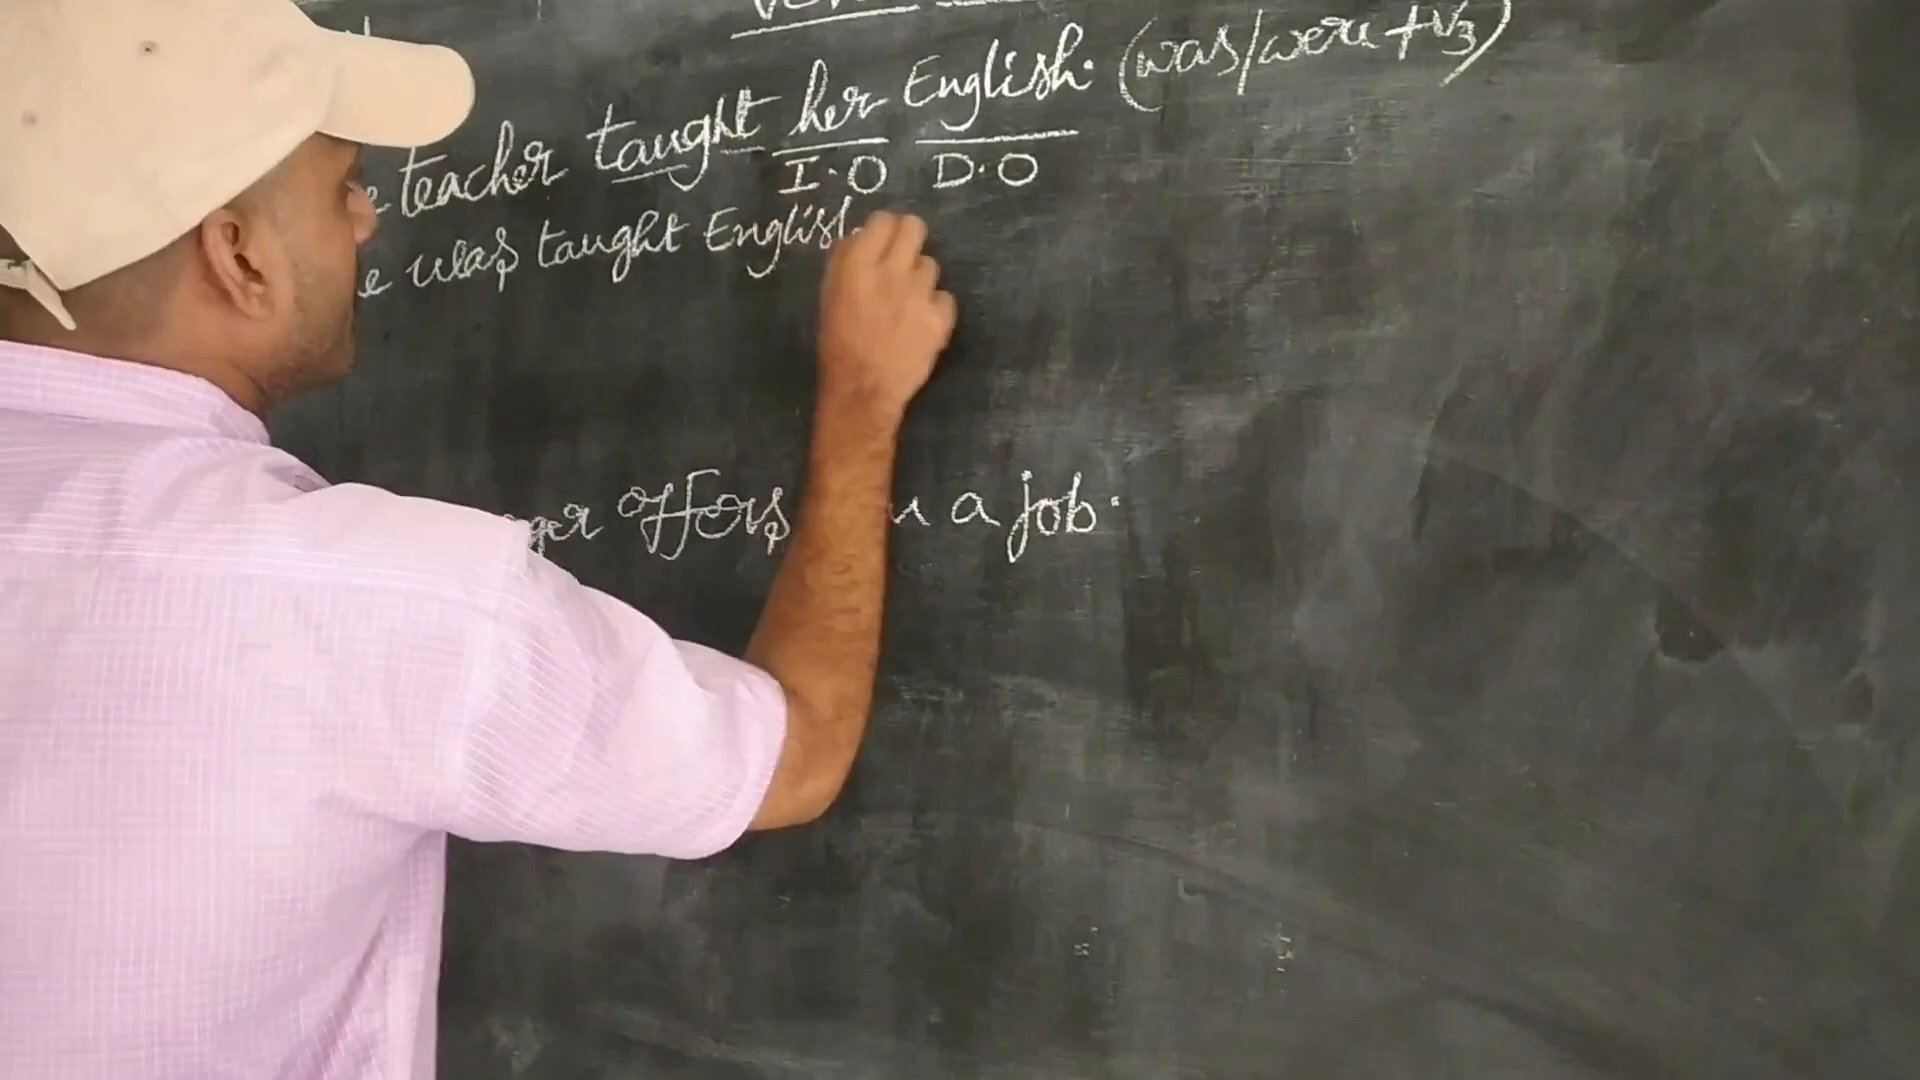 teacher taught her English. (was/were+V3)
I.O D.O
was taught English
offers a job.